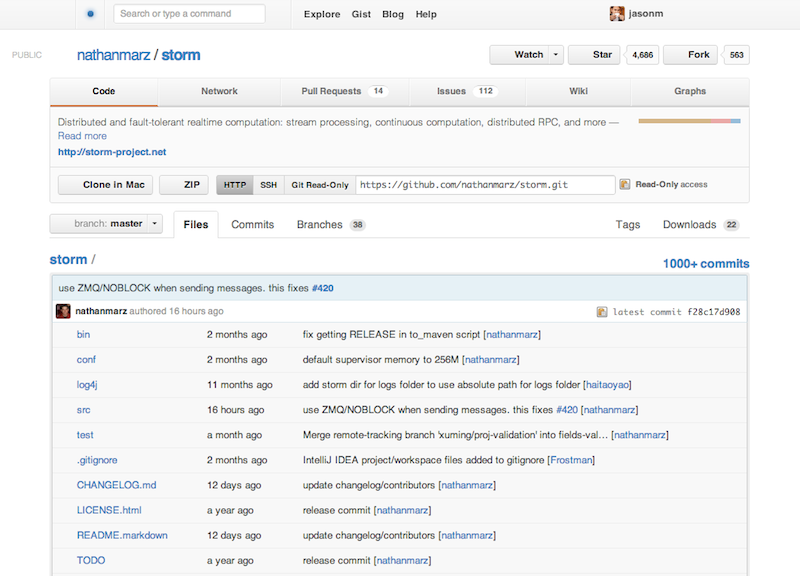 Search or type a command Explore Gist Blog Help jasonm
PUBLIC nathanmarz / storm Watch Star 4,686 Fork 563
Code Network Pull Requests 14 Issues 112 Wiki Graphs
Distributed and fault-tolerant realtime computation: stream processing, continuous computation, distributed RPC, and more —
Read more
http://storm-project.net
Clone in Mac ZIP HTTP SSH Git Read-Only https://github.com/nathanmarz/storm.git Read-Only access
branch: master Files Commits Branches 38 Tags Downloads 22
storm / 1000+ commits
use ZMQ/NOBLOCK when sending messages. this fixes #420
nathanmarz authored 16 hours ago latest commit f28c17d908
bin 2 months ago fix getting RELEASE in to_maven script [nathanmarz]
conf 2 months ago default supervisor memory to 256M [nathanmarz]
log4j 11 months ago add storm dir for logs folder to use absolute path for logs folder [haitaoyao]
src 16 hours ago use ZMQ/NOBLOCK when sending messages. this fixes #420 [nathanmarz]
test a month ago Merge remote-tracking branch 'xuming/proj-validation' into fields-val… [nathanmarz]
.gitignore 2 months ago IntelliJ IDEA project/workspace files added to gitignore [Frostman]
CHANGELOG.md 12 days ago update changelog/contributors [nathanmarz]
LICENSE.html a year ago release commit [nathanmarz]
README.markdown 12 days ago update changelog/contributors [nathanmarz]
TODO a year ago release commit [nathanmarz]